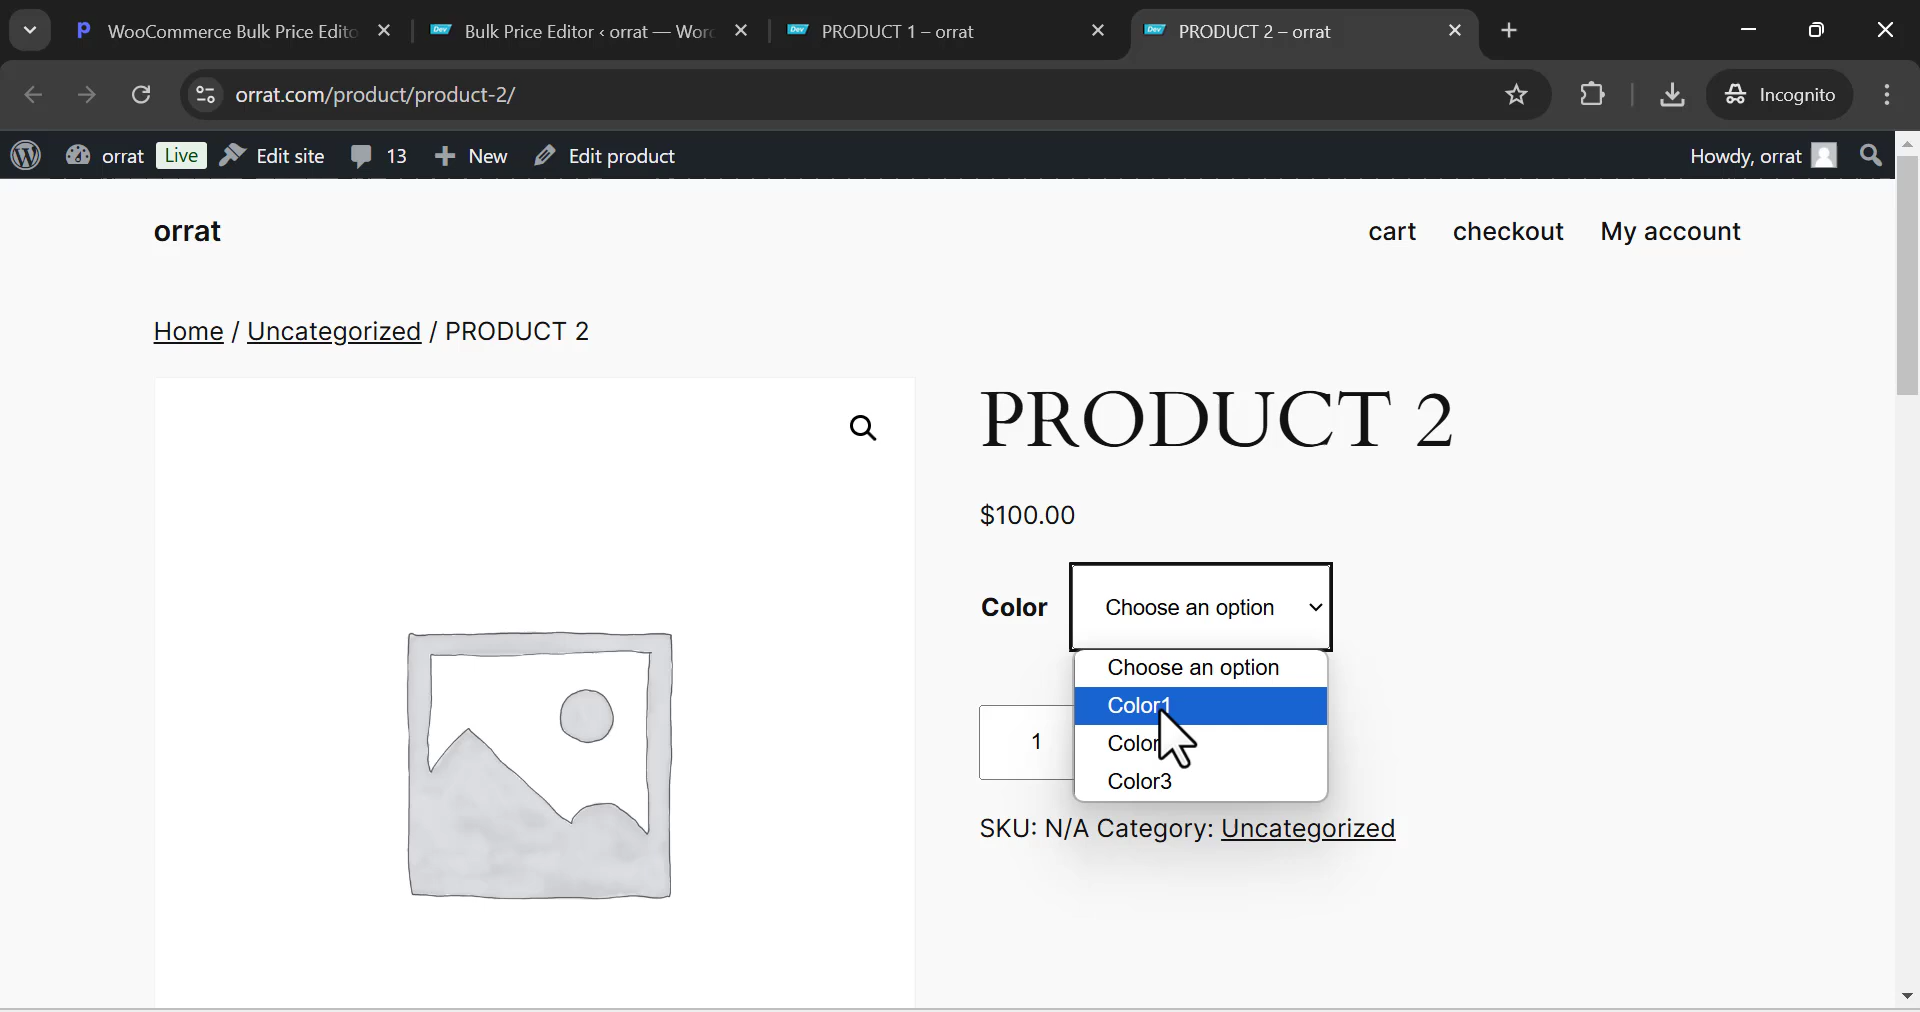 WooCommerce Bulk Price Edito
Bulk Price Editor ‹ orrat — Word
PRODUCT 1 – orrat
PRODUCT 2 – orrat
orrat.com/product/product-2/
Incognito
orrat Live Edit site 13 New Edit product
Howdy, orrat
orrat
cart checkout My account
Home / Uncategorized / PRODUCT 2
PRODUCT 2
$100.00
Color Choose an option
Choose an option
Color1
Color
Color3
1
SKU: N/A Category: Uncategorized